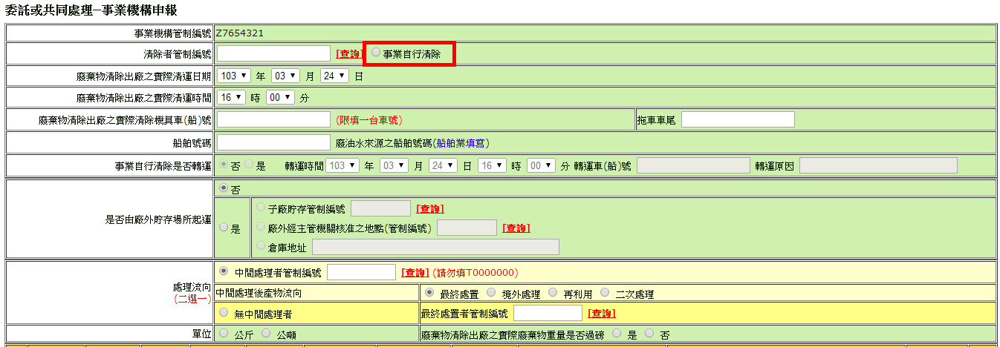 委託或共同處理─事業機構申報
事業機構管制編號 Z7654321
清除者管制編號 [查詢] 事業自行清除
廢棄物清除出廠之實際清運日期 103 年 03 月 24 日
廢棄物清除出廠之實際清運時間 16 時 00 分
廢棄物清除出廠之實際清除機具車(船)號 (限填一台車號) 拖車車尾
船舶號碼 廢油水來源之船舶號碼(船舶業填寫)
事業自行清除是否轉運 否 是 轉運時間 103 年 03 月 24 日 16 時 00 分 轉運車(船)號 轉運原因
是否由廠外貯存場所起運 否
是 子廠貯存管制編號 [查詢]
廠外經主管機關核准之地點(管制編號) [查詢]
倉庫地址
處理流向 中間處理者管制編號 [查詢] (請勿填T0000000)
(二選一) 中間處理後產物流向 最終處置 境外處理 再利用 二次處理
無中間處理者 最終處置者管制編號 [查詢]
單位 公斤 公噸 廢棄物清除出廠之實際廢棄物重量是否過磅 是 否